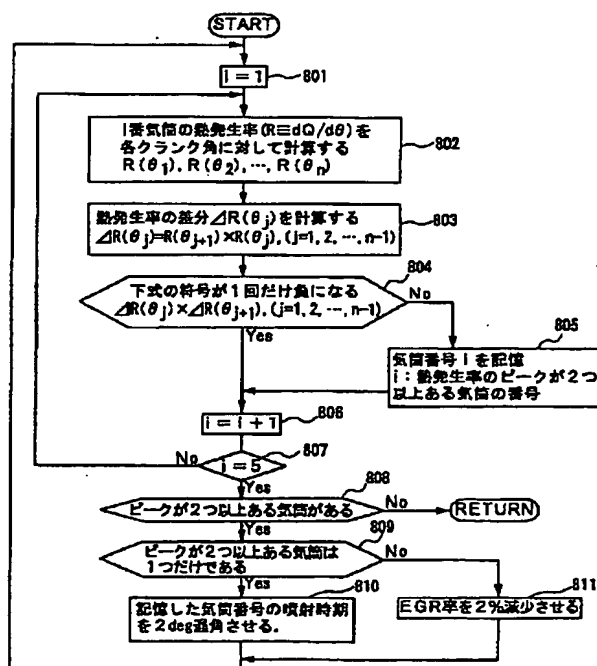 START
i=1
801
i番気筒の熱発生率(R≡dQ/dθ)を
各クランク角に対して計算する
R(θ1), R(θ2), …, R(θn)
802
熱発生率の差分⊿R(θj)を計算する
⊿R(θj)=R(θj+1)×R(θj), (j=1, 2, …, n-1)
803
804
下式の符号が1回だけ負になる
⊿R(θj)×⊿R(θj+1), (j=1, 2, …, n-1)
No
Yes
805
気筒番号iを記憶
i:熱発生率のピークが2つ
以上ある気筒の番号
806
i=i+1
807
No
i=5
Yes
808
ピークが2つ以上ある気筒がある
No
RETURN
Yes
809
ピークが2つ以上ある気筒は
1つだけである
No
Yes
810
記憶した気筒番号の噴射時期
を2deg遅角させる。
811
EGR率を2%減少させる